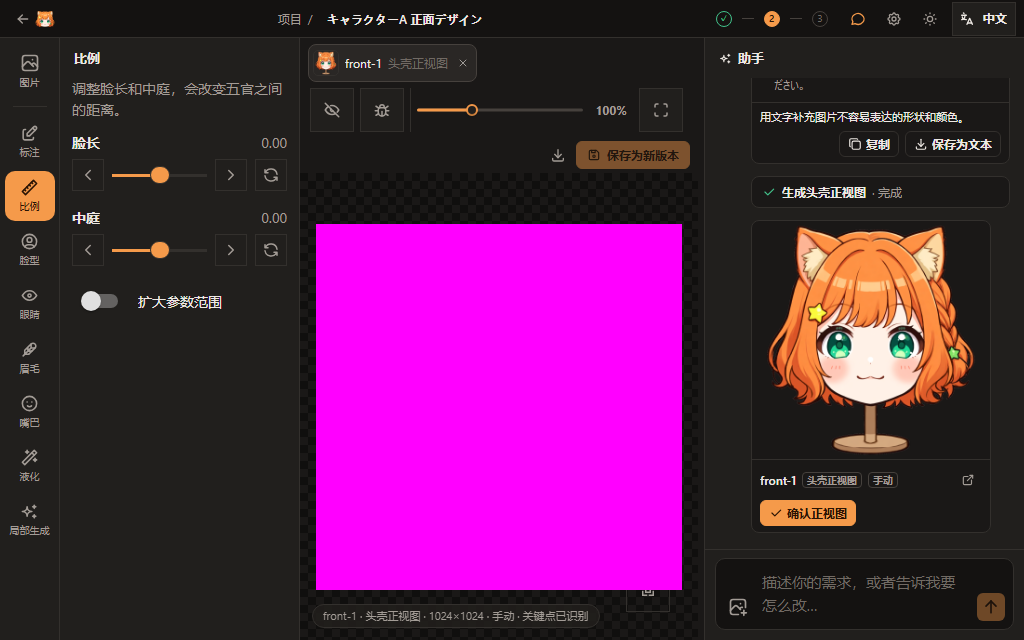 项目 / キャラクターA 正面デザイン
2
3
中文
图片
标注
比例
脸型
眼睛
眉毛
嘴巴
液化
局部生成
比例
调整脸长和中庭，会改变五官之间
的距离。
脸长 0.00
中庭 0.00
扩大参数范围
front-1 头壳正视图
100%
保存为新版本
front-1 · 头壳正视图 · 1024×1024 · 手动 · 关键点已识别
助手
ださい。
用文字补充图片不容易表达的形状和颜色。
复制 保存为文本
生成头壳正视图 · 完成
front-1 头壳正视图 手动
确认正视图
描述你的需求，或者告诉我要
怎么改...